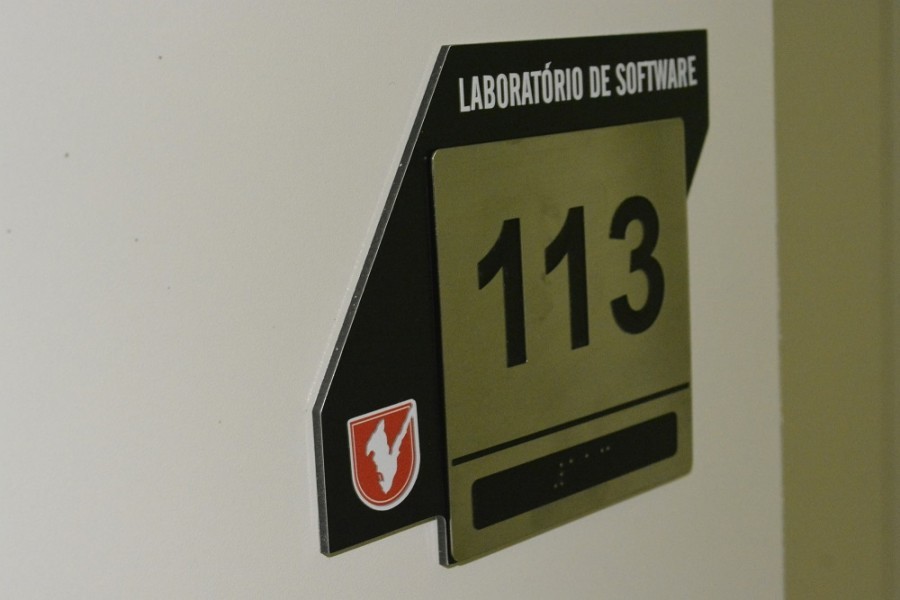 LABORATÓRIO DE SOFTWARE
113